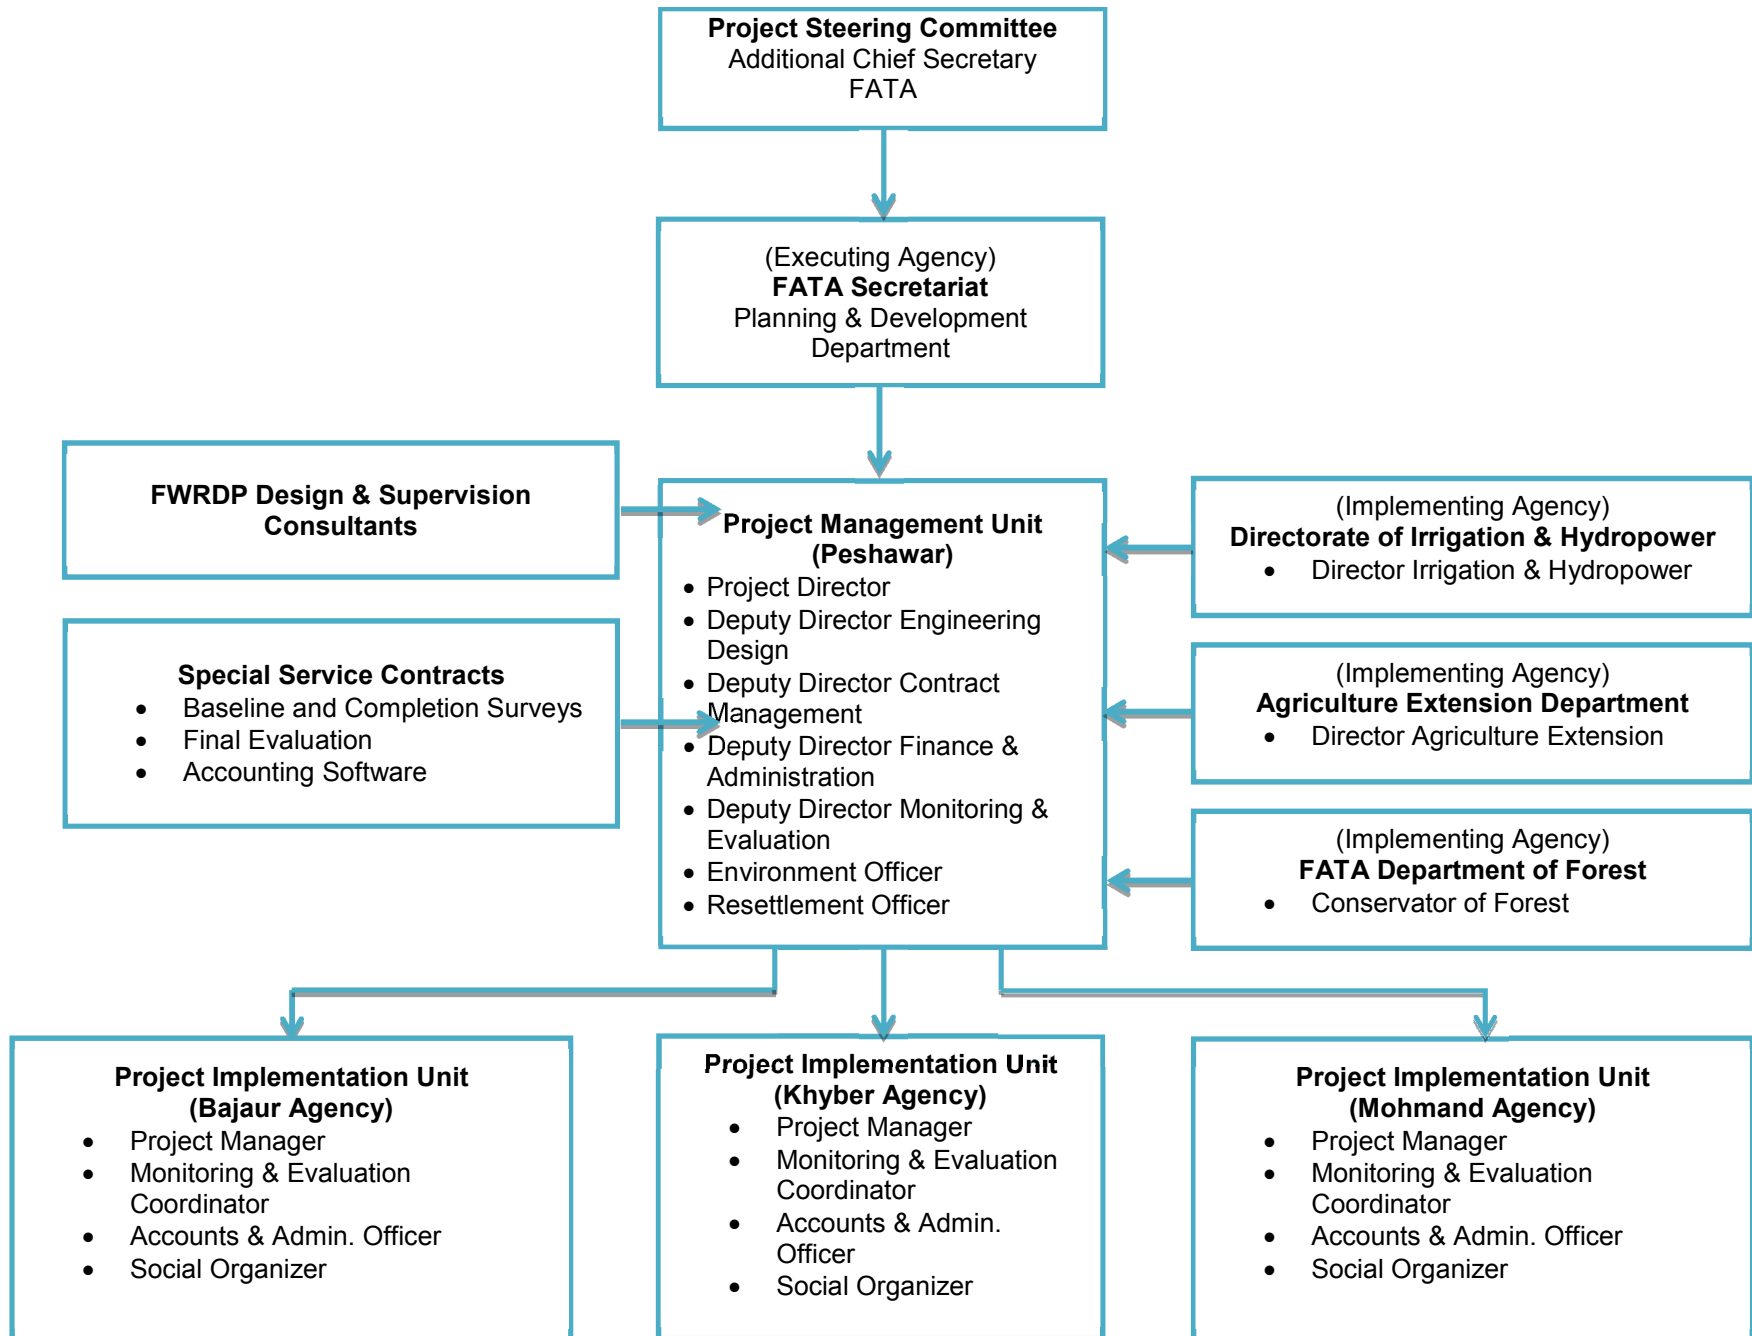 Project Steering Committee
Additional Chief Secretary
FATA
(Executing Agency)
FATA Secretariat
Planning & Development
Department
FWRDP Design & Supervision
Consultants
Special Service Contracts
• Baseline and Completion Surveys
• Final Evaluation
• Accounting Software
Project Management Unit
(Peshawar)
• Project Director
• Deputy Director Engineering
Design
• Deputy Director Contract
Management
• Deputy Director Finance &
Administration
• Deputy Director Monitoring &
Evaluation
• Environment Officer
• Resettlement Officer
(Implementing Agency)
Directorate of Irrigation & Hydropower
• Director Irrigation & Hydropower
(Implementing Agency)
Agriculture Extension Department
• Director Agriculture Extension
(Implementing Agency)
FATA Department of Forest
• Conservator of Forest
Project Implementation Unit
(Bajaur Agency)
• Project Manager
• Monitoring & Evaluation
Coordinator
• Accounts & Admin. Officer
• Social Organizer
Project Implementation Unit
(Khyber Agency)
• Project Manager
• Monitoring & Evaluation
Coordinator
• Accounts & Admin.
Officer
• Social Organizer
Project Implementation Unit
(Mohmand Agency)
• Project Manager
• Monitoring & Evaluation
Coordinator
• Accounts & Admin. Officer
• Social Organizer